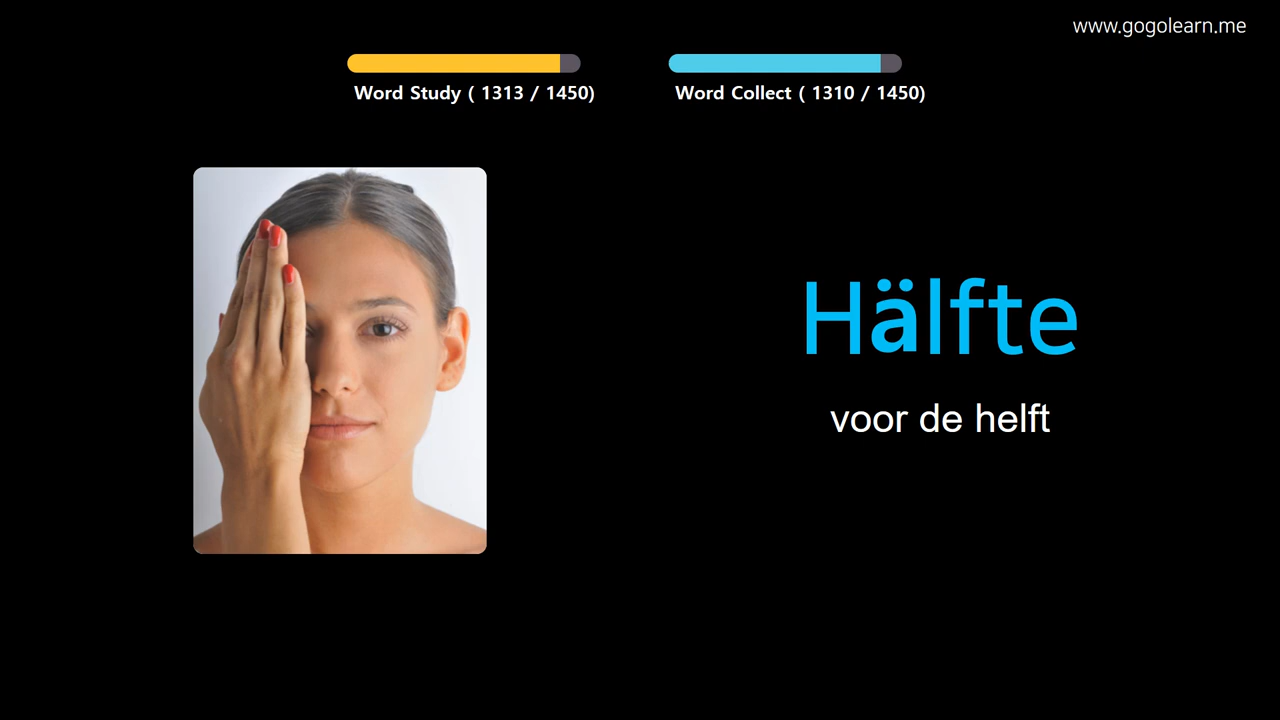 www.gogolearn.me
Word Study ( 1313 / 1450)
Word Collect ( 1310 / 1450)
Hälfte
voor de helft